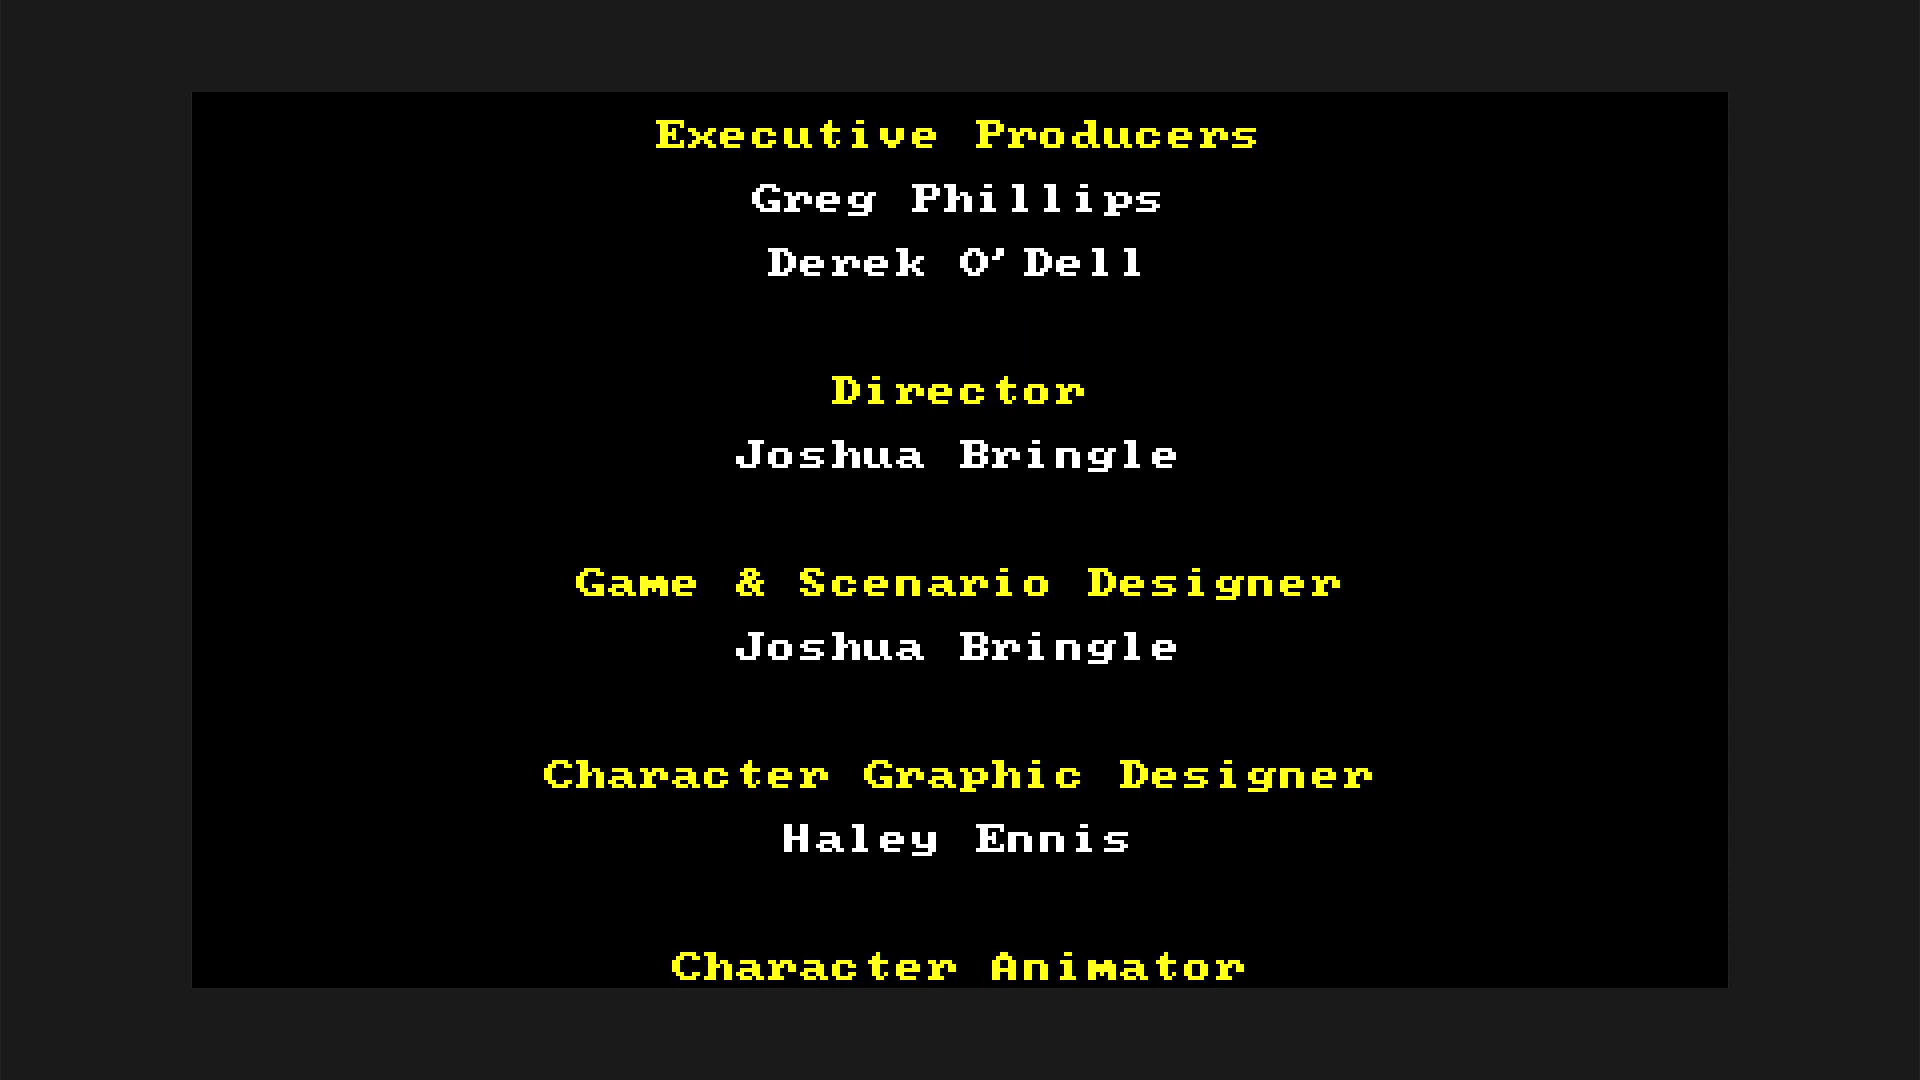 Executive Producers
Greg Phillips
Derek O'Dell
Director
Joshua Bringle
Game & Scenario Designer
Joshua Bringle
Character Graphic Designer
Haley Ennis
Character Animator